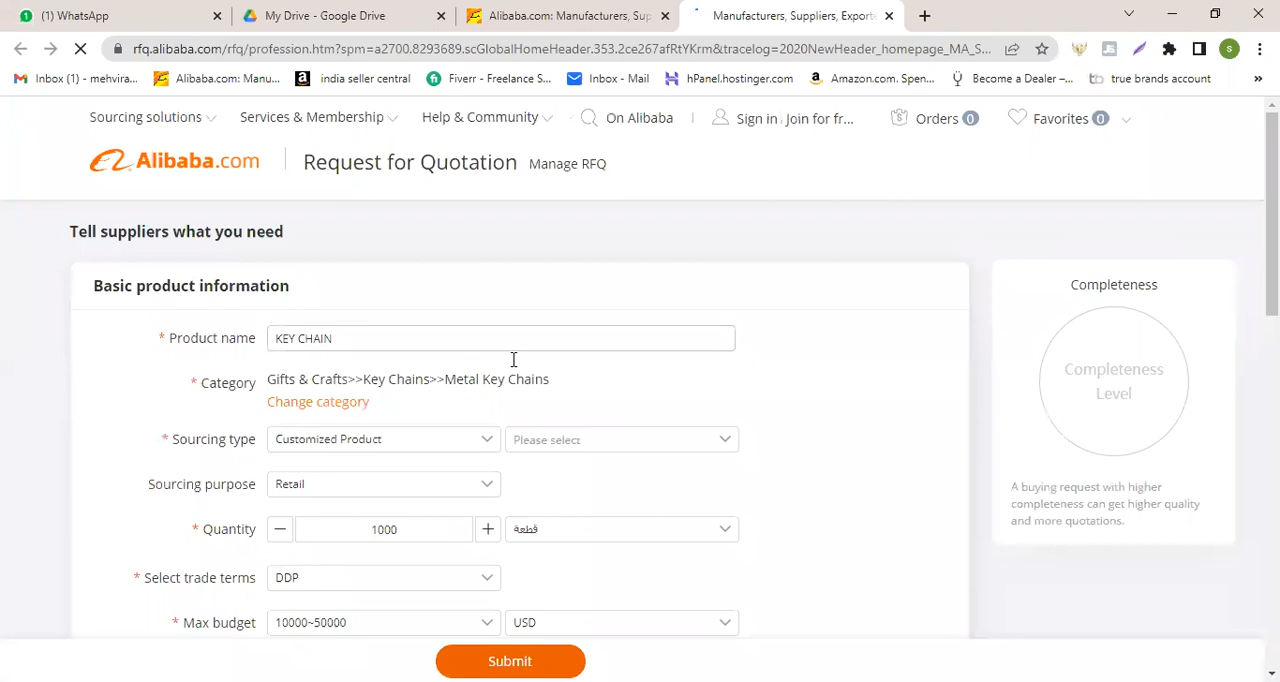 (1) WhatsApp
My Drive - Google Drive
Alibaba.com: Manufacturers, Sup
Manufacturers, Suppliers, Export
rfq.alibaba.com/rfq/profession.htm?spm=a2700.8293689.scGlobalHomeHeader.353.2ce267afRtYKrm&tracelog=2020NewHeader_homepage_MA_S...
S
Inbox (1) - mehvira...
Alibaba.com: Manu...
india seller central
Fiverr - Freelance S...
Inbox - Mail
hPanel.hostinger.com
Amazon.com. Spen...
Become a Dealer –...
true brands account
»
Sourcing solutions
Services & Membership
Help & Community
On Alibaba
Sign in
Join for fr...
Orders 0
Favorites 0
Alibaba.com
Request for Quotation
Manage RFQ
Tell suppliers what you need
Basic product information
* Product name
KEY CHAIN
* Category
Gifts & Crafts>>Key Chains>>Metal Key Chains
Change category
* Sourcing type
Customized Product
Please select
Sourcing purpose
Retail
* Quantity
− 1000 +
قطعة
* Select trade terms
DDP
* Max budget
10000~50000
USD
Submit
Completeness
Completeness
Level
A buying request with higher
completeness can get higher quality
and more quotations.